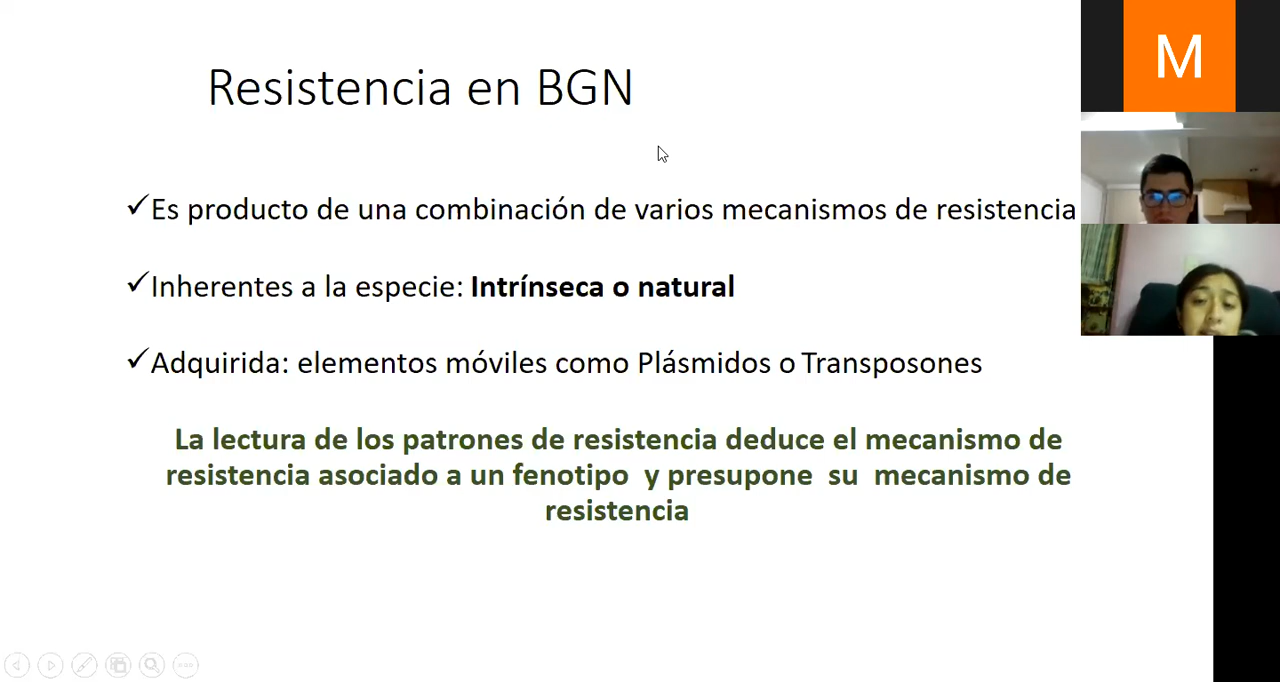 Resistencia en BGN
M
✓Es producto de una combinación de varios mecanismos de resistencia
✓Inherentes a la especie: Intrínseca o natural
✓Adquirida: elementos móviles como Plásmidos o Transposones
La lectura de los patrones de resistencia deduce el mecanismo de
resistencia asociado a un fenotipo y presupone su mecanismo de
resistencia